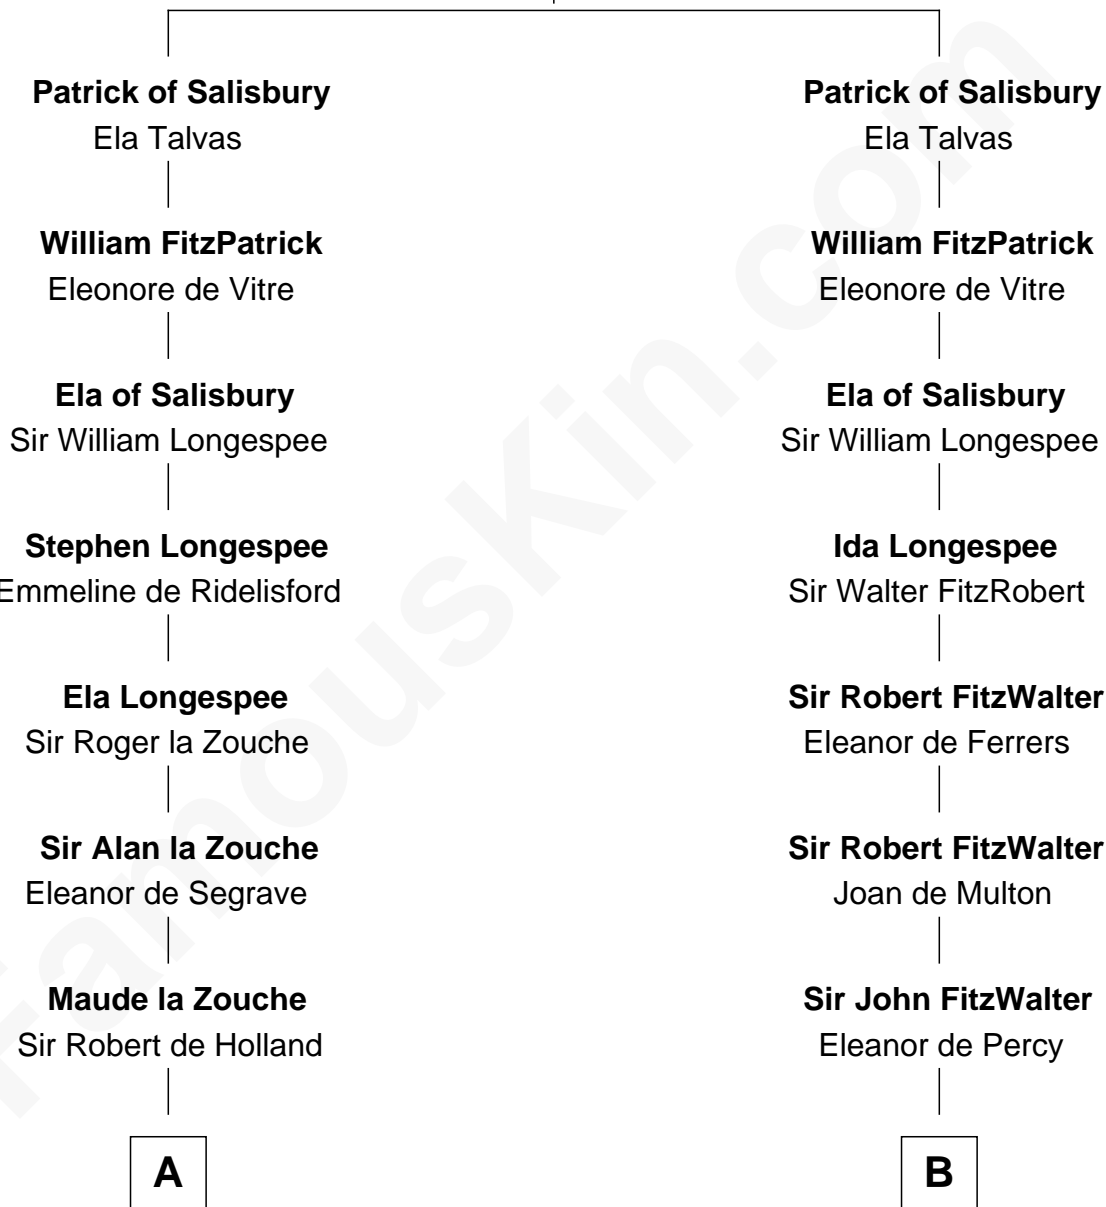 Patrick of Salisbury
Ela Talvas
William FitzPatrick
Eleonore de Vitre
Ela of Salisbury
Sir William Longespee
Stephen Longespee
Emmeline de Ridelisford
Ela Longespee
Sir Roger la Zouche
Sir Alan la Zouche
Eleanor de Segrave
Maude la Zouche
Sir Robert de Holland
A
Patrick of Salisbury
Ela Talvas
William FitzPatrick
Eleonore de Vitre
Ela of Salisbury
Sir William Longespee
Ida Longespee
Sir Walter FitzRobert
Sir Robert FitzWalter
Eleanor de Ferrers
Sir Robert FitzWalter
Joan de Multon
Sir John FitzWalter
Eleanor de Percy
B
FamousKin.com